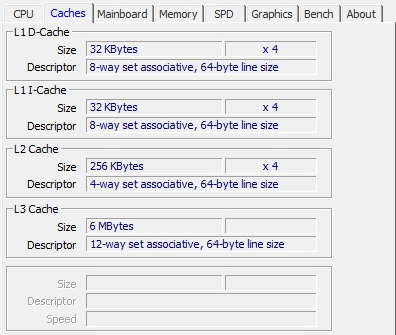 CPU Caches Mainboard Memory SPD Graphics Bench About
L1 D-Cache
Size 32 KBytes x 4
Descriptor 8-way set associative, 64-byte line size
L1 I-Cache
Size 32 KBytes x 4
Descriptor 8-way set associative, 64-byte line size
L2 Cache
Size 256 KBytes x 4
Descriptor 4-way set associative, 64-byte line size
L3 Cache
Size 6 MBytes
Descriptor 12-way set associative, 64-byte line size
Size
Descriptor
Speed